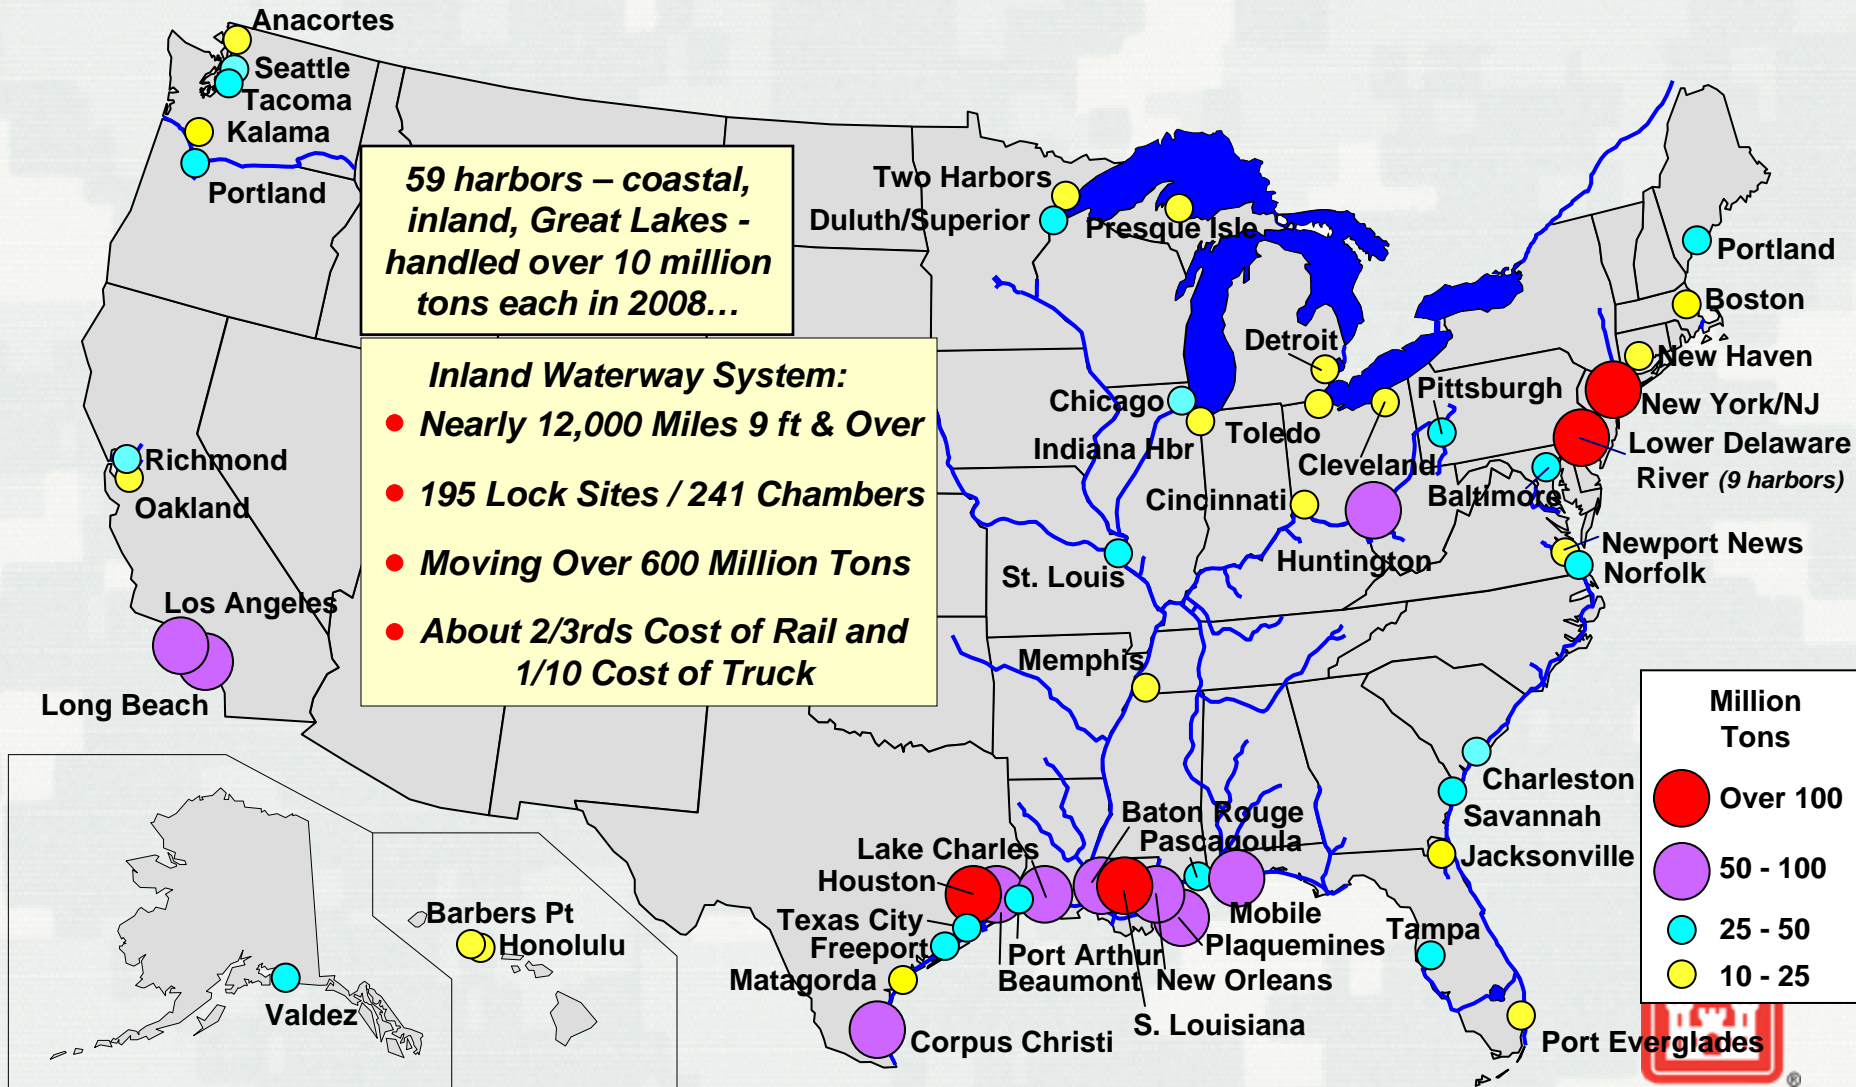 Anacortes
Seattle
Tacoma
Kalama
Portland
59 harbors – coastal,
inland, Great Lakes -
handled over 10 million
tons each in 2008…
Inland Waterway System:
• Nearly 12,000 Miles 9 ft & Over
• 195 Lock Sites / 241 Chambers
• Moving Over 600 Million Tons
• About 2/3rds Cost of Rail and
1/10 Cost of Truck
Richmond
Oakland
Los Angeles
Long Beach
Two Harbors
Duluth/Superior
Presque Isle
Portland
Boston
Detroit
New Haven
Pittsburgh
Chicago
New York/NJ
Toledo
Indiana Hbr
Lower Delaware
River (9 harbors)
Cleveland
Cincinnati
Baltimore
Huntington
Newport News
Norfolk
St. Louis
Memphis
Charleston
Savannah
Jacksonville
Baton Rouge
Pascagoula
Lake Charles
Houston
Texas City
Freeport
Matagorda
Port Arthur
Beaumont
Mobile
Plaquemines
New Orleans
S. Louisiana
Corpus Christi
Tampa
Port Everglades
Barbers Pt
Honolulu
Valdez
Million
Tons
Over 100
50 - 100
25 - 50
10 - 25
®